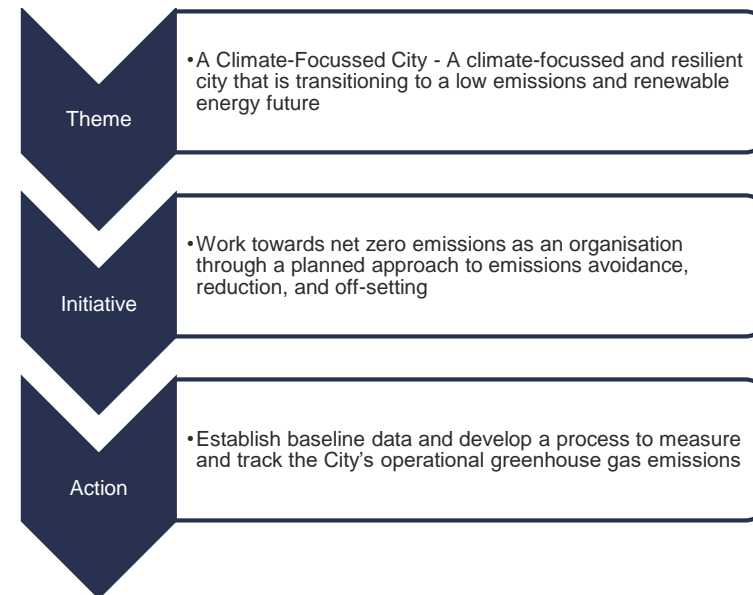 Theme
•A Climate-Focussed City - A climate-focussed and resilient
city that is transitioning to a low emissions and renewable
energy future
Initiative
•Work towards net zero emissions as an organisation
through a planned approach to emissions avoidance,
reduction, and off-setting
Action
•Establish baseline data and develop a process to measure
and track the City’s operational greenhouse gas emissions